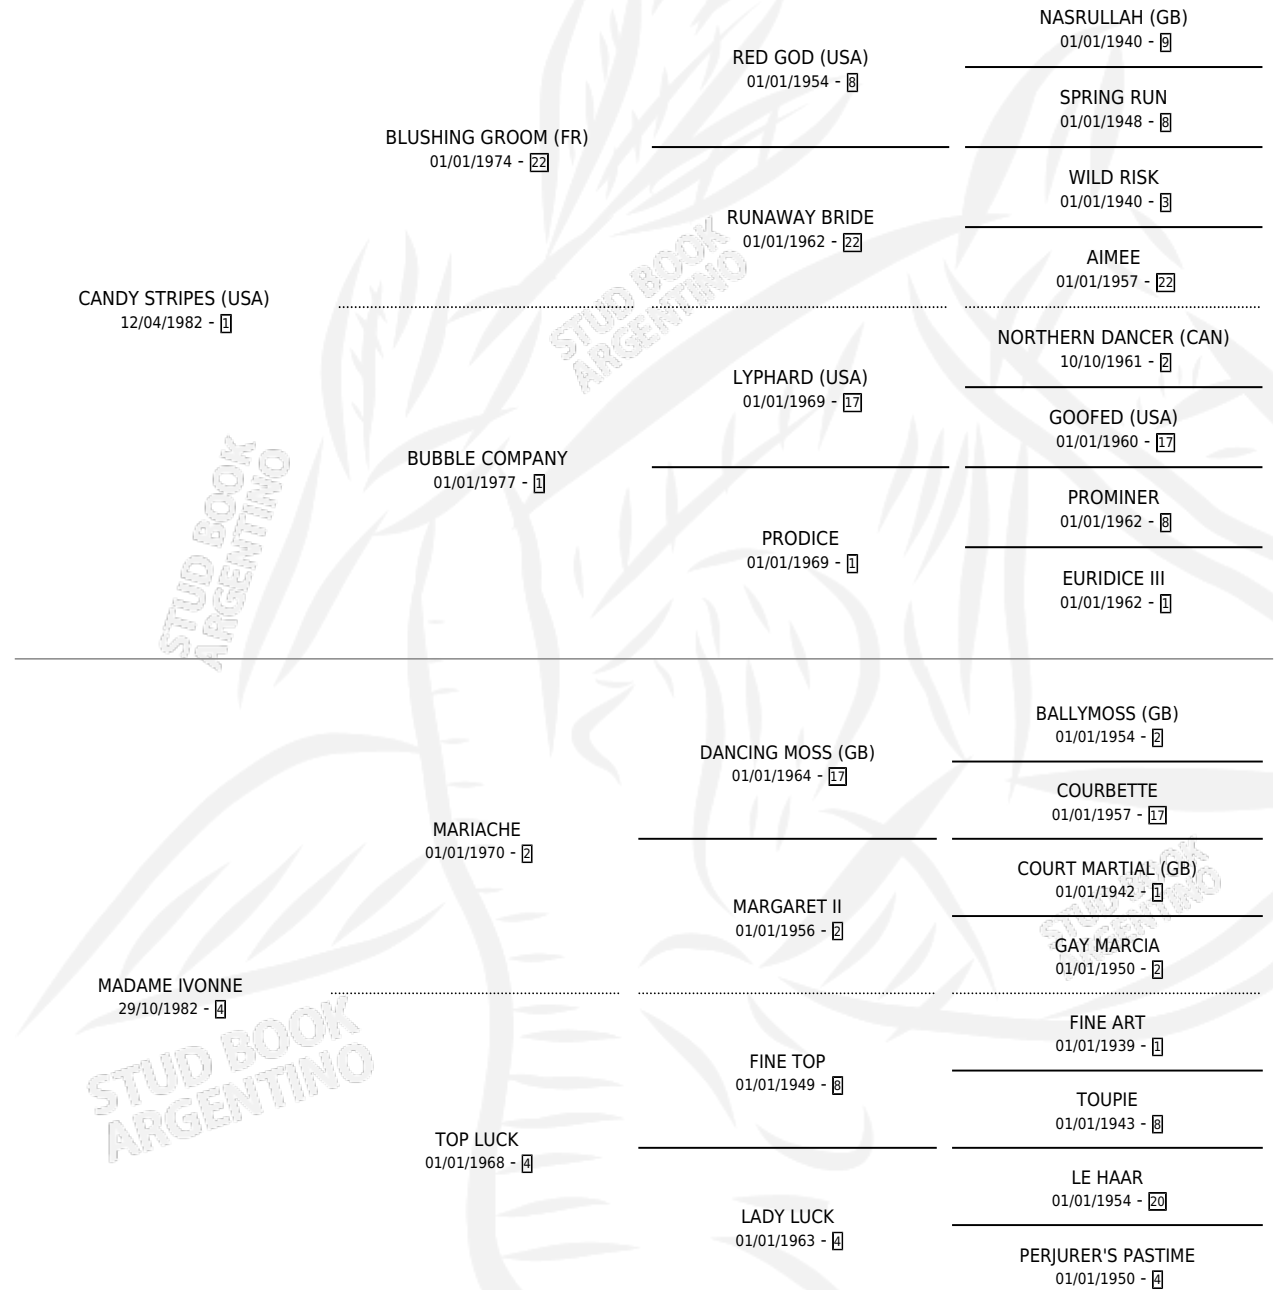 NASRULLAH (GB)
01/01/1940 - 9
RED GOD (USA)
01/01/1954 - 8
SPRING RUN
01/01/1948 - 8
BLUSHING GROOM (FR)
01/01/1974 - 22
WILD RISK
01/01/1940 - 3
RUNAWAY BRIDE
01/01/1962 - 22
AIMEE
01/01/1957 - 22
CANDY STRIPES (USA)
12/04/1982 - 1
NORTHERN DANCER (CAN)
10/10/1961 - 2
LYPHARD (USA)
01/01/1969 - 17
GOOFED (USA)
01/01/1960 - 17
BUBBLE COMPANY
01/01/1977 - 1
PROMINER
01/01/1962 - 8
PRODICE
01/01/1969 - 1
EURIDICE III
01/01/1962 - 1
BALLYMOSS (GB)
01/01/1954 - 2
DANCING MOSS (GB)
01/01/1964 - 17
COURBETTE
01/01/1957 - 17
MARIACHE
01/01/1970 - 2
COURT MARTIAL (GB)
01/01/1942 - 1
MARGARET II
01/01/1956 - 2
GAY MARCIA
01/01/1950 - 2
MADAME IVONNE
29/10/1982 - 4
FINE ART
01/01/1939 - 1
FINE TOP
01/01/1949 - 8
TOUPIE
01/01/1943 - 8
TOP LUCK
01/01/1968 - 4
LE HAAR
01/01/1954 - 20
LADY LUCK
01/01/1963 - 4
PERJURER'S PASTIME
01/01/1950 - 4
STUD BOOK
ARGENTINO
STUD BOOK
ARGENTINO
STUD BOOK
ARGENTINO
STUD BOOK
ARGENTINO